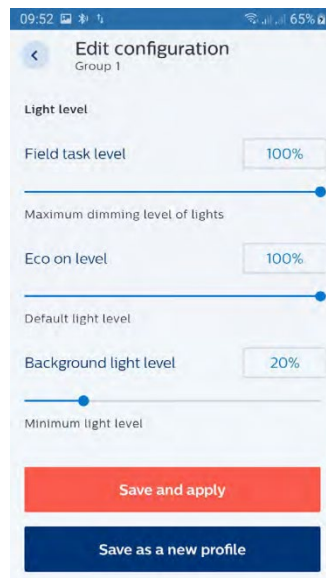 09:52 65%
Edit configuration
Group 1
Light level
Field task level 100%
Maximum dimming level of lights
Eco on level 100%
Default light level
Background light level 20%
Minimum light level
Save and apply
Save as a new profile